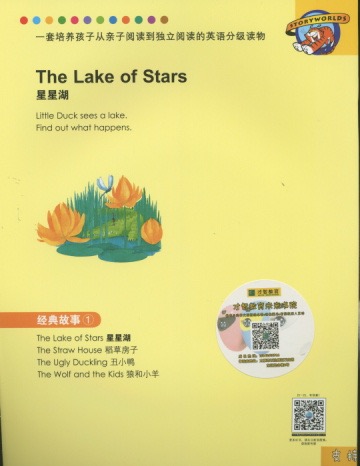 一套培养孩子从亲子阅读到独立阅读的英语分级读物
STORYWORLDS
The Lake of Stars
星星湖
Little Duck sees a lake.
Find out what happens.
经典故事 ①
The Lake of Stars 星星湖
The Straw House 稻草房子
The Ugly Duckling 丑小鸭
The Wolf and the Kids 狼和小羊